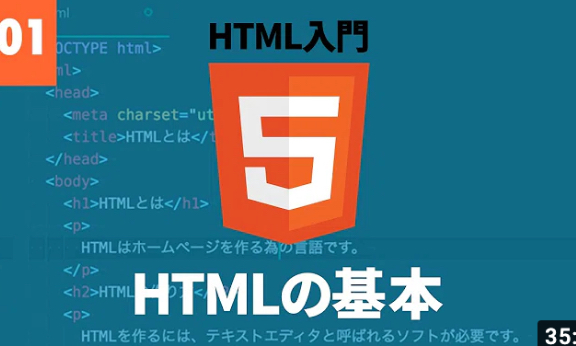 01
HTML入門
ml
OCTYPE html>
ml>
<head>
<meta charset="ut
<title>HTMLとは</t
</head>
<body>
<h1>HTMLとは</h1>
<p>
HTMLはホームページを作る為の言語です。
</p>
HTMLの基本
<h2>HTML
<p>
HTMLを作るには、テキストエディタと呼ばれるソフトが必要です。
35: